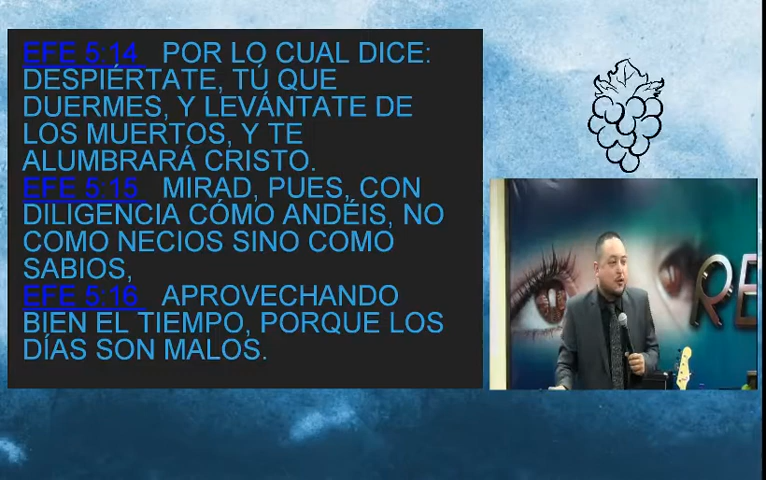 EFE 5:14 POR LO CUAL DICE:
DESPIÉRTATE, TÚ QUE
DUERMES, Y LEVÁNTATE DE
LOS MUERTOS, Y TE
ALUMBRARÁ CRISTO.
EFE 5:15 MIRAD, PUES, CON
DILIGENCIA CÓMO ANDÉIS, NO
COMO NECIOS SINO COMO
SABIOS,
EFE 5:16 APROVECHANDO
BIEN EL TIEMPO, PORQUE LOS
DÍAS SON MALOS.
RE